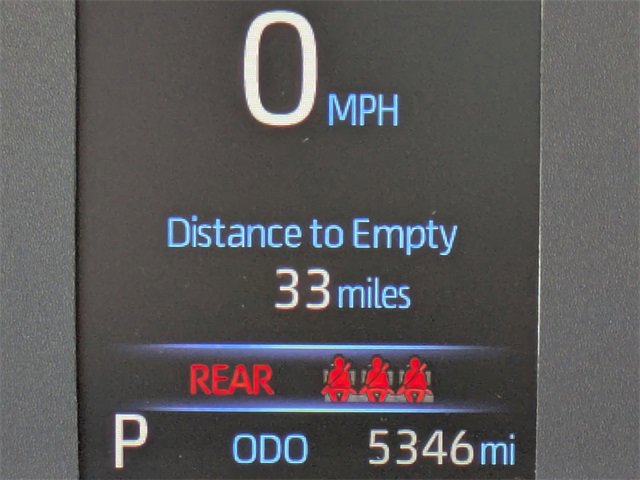 0 MPH
Distance to Empty
33 miles
REAR
P ODO 5346 mi